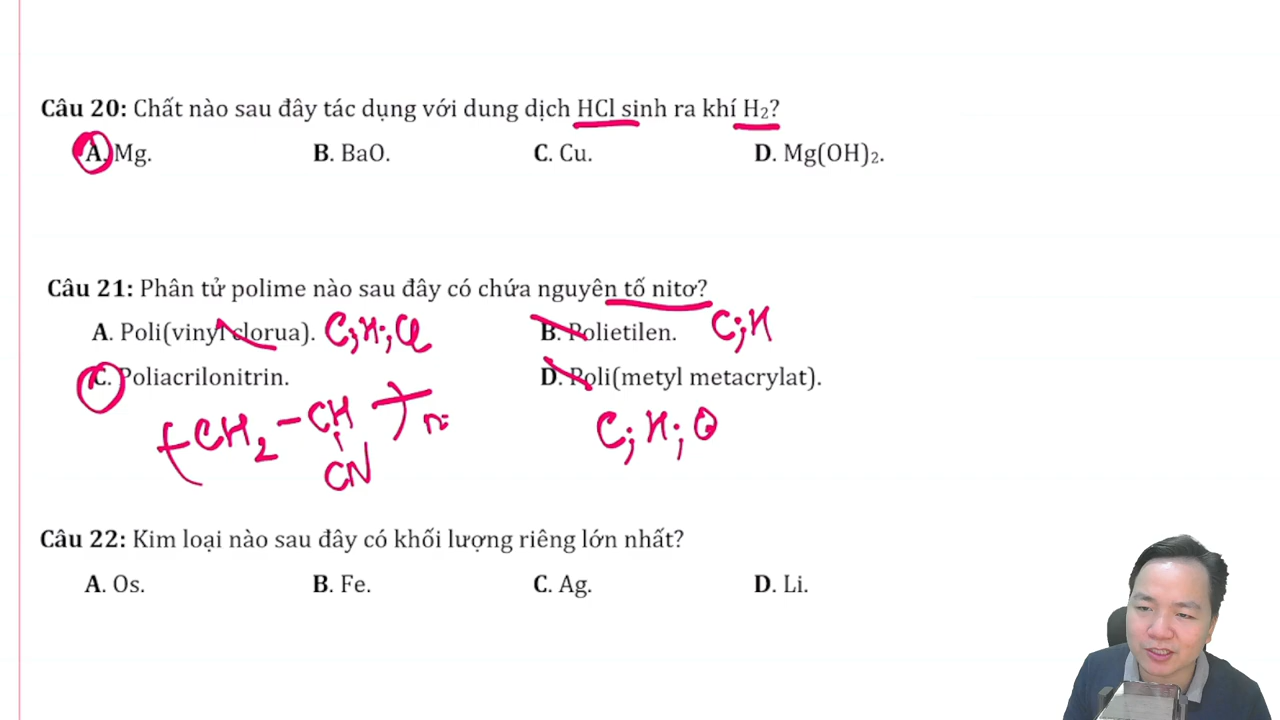 Câu 20: Chất nào sau đây tác dụng với dung dịch HCl sinh ra khí H₂?
A. Mg. B. BaO. C. Cu. D. Mg(OH)₂.
Câu 21: Phân tử polime nào sau đây có chứa nguyên tố nitơ?
A. Poli(vinyl clorua). C; H; Cl B. Polietilen. C; H
C. Poliacrilonitrin. D. Poli(metyl metacrylat).
(CH₂ – CH )n C; H; O
CN
Câu 22: Kim loại nào sau đây có khối lượng riêng lớn nhất?
A. Os. B. Fe. C. Ag. D. Li.